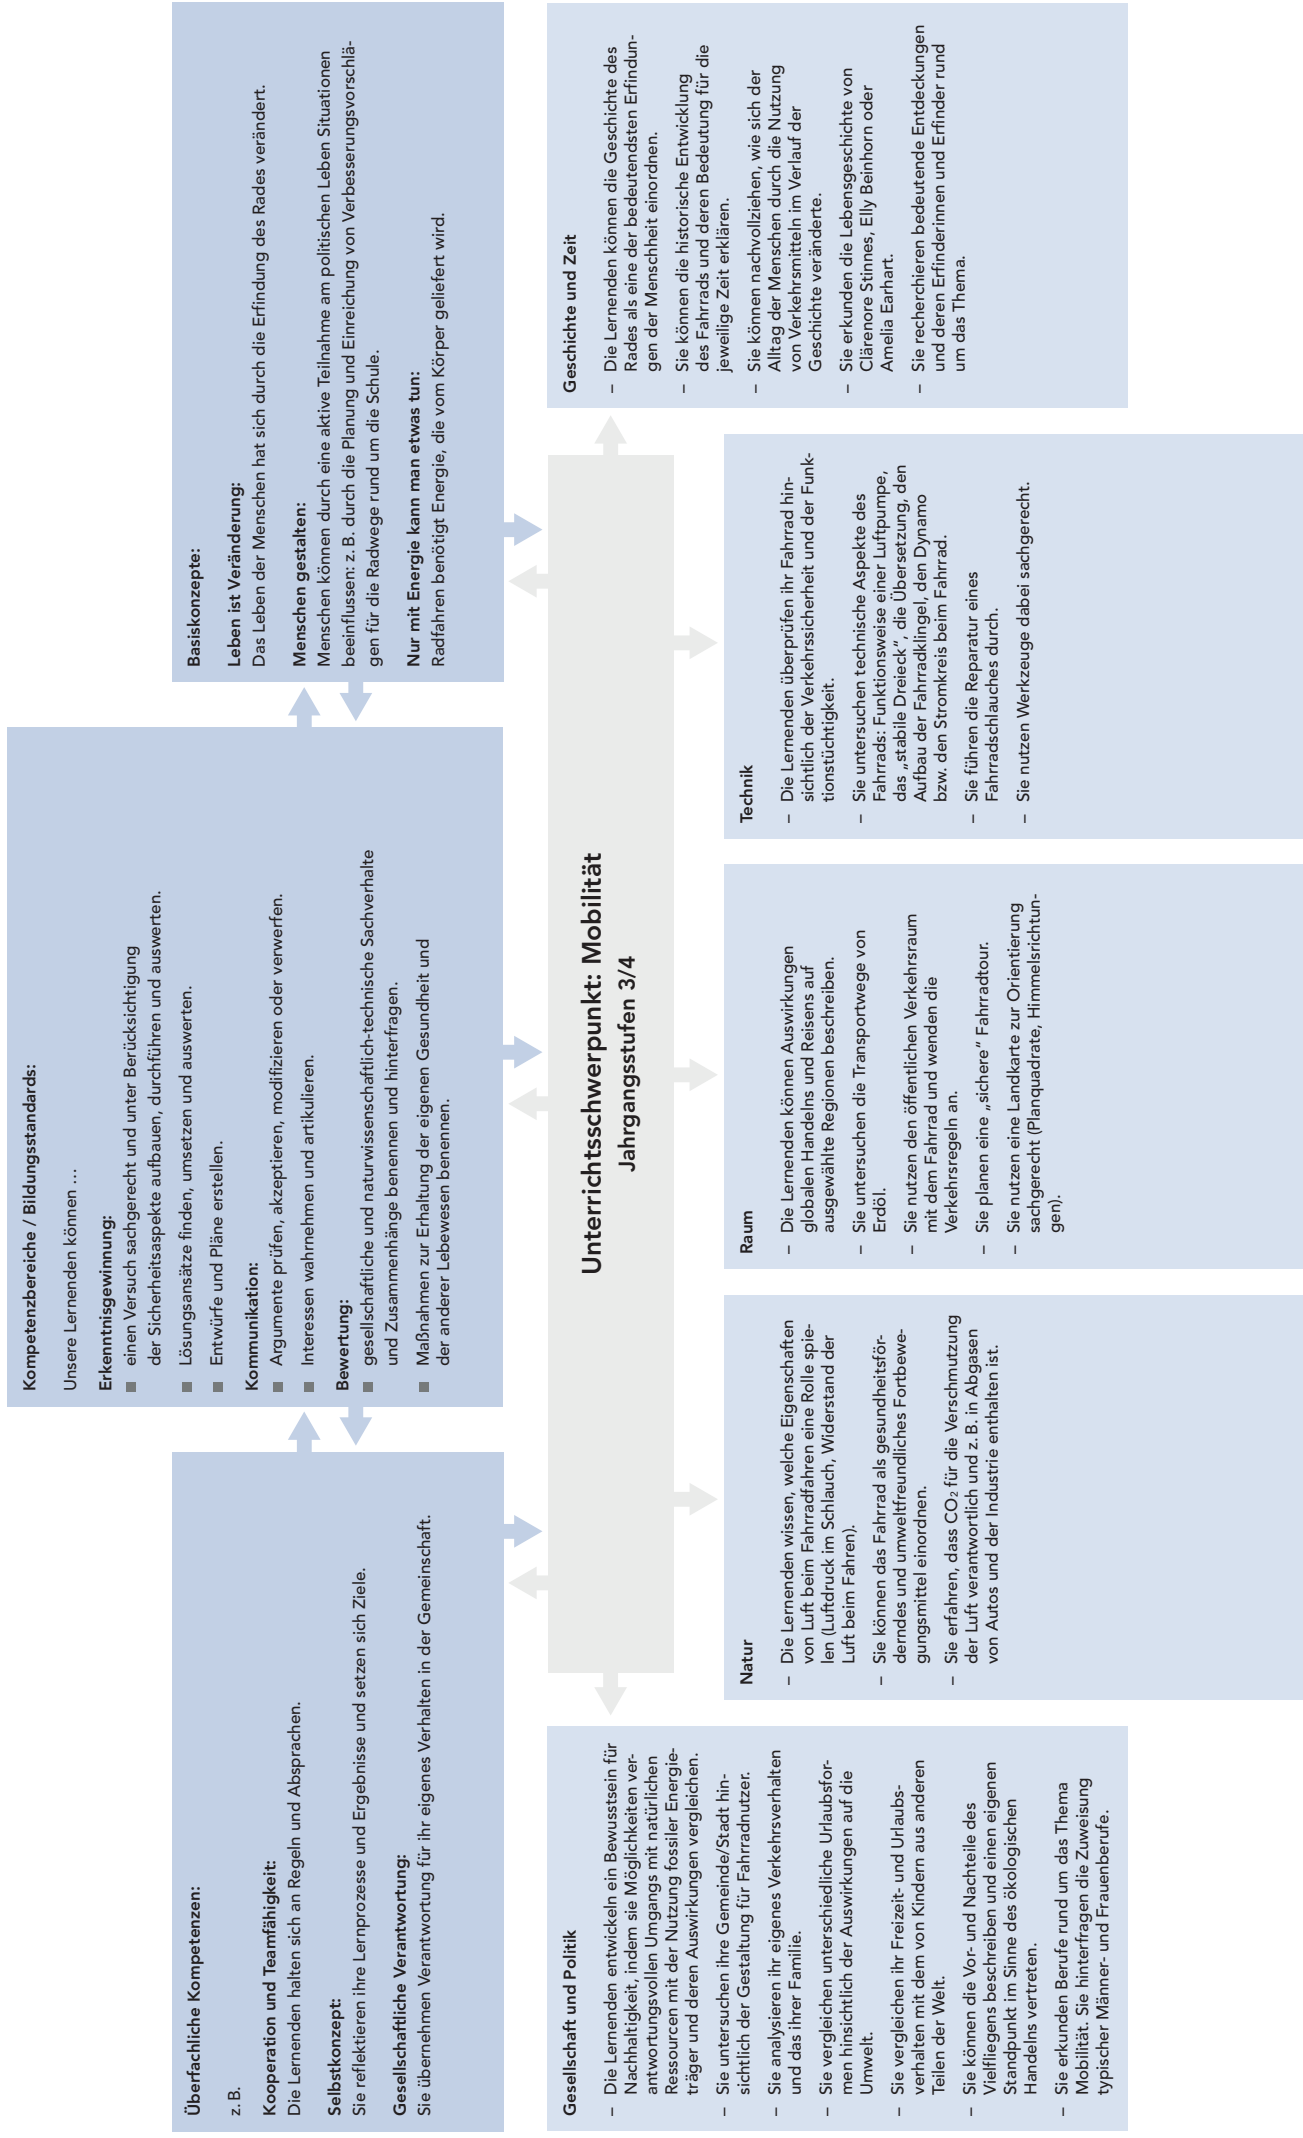 Überfachliche Kompetenzen:
z. B.
Kooperation und Teamfähigkeit:
Die Lernenden halten sich an Regeln und Absprachen.
Selbstkonzept:
Sie reflektieren ihre Lernprozesse und Ergebnisse und setzen sich Ziele.
Gesellschaftliche Verantwortung:
Sie übernehmen Verantwortung für ihr eigenes Verhalten in der Gemeinschaft.
Kompetenzbereiche / Bildungsstandards:
Unsere Lernenden können …
Erkenntnisgewinnung:
■ einen Versuch sachgerecht und unter Berücksichtigung
der Sicherheitsaspekte aufbauen, durchführen und auswerten.
■ Lösungsansätze finden, umsetzen und auswerten.
■ Entwürfe und Pläne erstellen.
Kommunikation:
■ Argumente prüfen, akzeptieren, modifizieren oder verwerfen.
■ Interessen wahrnehmen und artikulieren.
Bewertung:
■ gesellschaftliche und naturwissenschaftlich-technische Sachverhalte
und Zusammenhänge benennen und hinterfragen.
■ Maßnahmen zur Erhaltung der eigenen Gesundheit und
der anderer Lebewesen benennen.
Basiskonzepte:
Leben ist Veränderung:
Das Leben der Menschen hat sich durch die Erfindung des Rades verändert.
Menschen gestalten:
Menschen können durch eine aktive Teilnahme am politischen Leben Situationen
beeinflussen: z. B. durch die Planung und Einreichung von Verbesserungsvorschlä-
gen für die Radwege rund um die Schule.
Nur mit Energie kann man etwas tun:
Radfahren benötigt Energie, die vom Körper geliefert wird.
Unterrichtsschwerpunkt: Mobilität
Jahrgangsstufen 3/4
Gesellschaft und Politik
– Die Lernenden entwickeln ein Bewusstsein für
Nachhaltigkeit, indem sie Möglichkeiten ver-
antwortungsvollen Umgangs mit natürlichen
Ressourcen mit der Nutzung fossiler Energie-
träger und deren Auswirkungen vergleichen.
– Sie untersuchen ihre Gemeinde/Stadt hin-
sichtlich der Gestaltung für Fahrradnutzer.
– Sie analysieren ihr eigenes Verkehrsverhalten
und das ihrer Familie.
– Sie vergleichen unterschiedliche Urlaubsfor-
men hinsichtlich der Auswirkungen auf die
Umwelt.
– Sie vergleichen ihr Freizeit- und Urlaubs-
verhalten mit dem von Kindern aus anderen
Teilen der Welt.
– Sie können die Vor- und Nachteile des
Vielfliegens beschreiben und einen eigenen
Standpunkt im Sinne des ökologischen
Handelns vertreten.
– Sie erkunden Berufe rund um das Thema
Mobilität. Sie hinterfragen die Zuweisung
typischer Männer- und Frauenberufe.
Natur
– Die Lernenden wissen, welche Eigenschaften
von Luft beim Fahrradfahren eine Rolle spie-
len (Luftdruck im Schlauch, Widerstand der
Luft beim Fahren).
– Sie können das Fahrrad als gesundheitsför-
derndes und umweltfreundliches Fortbewe-
gungsmittel einordnen.
– Sie erfahren, dass CO₂ für die Verschmutzung
der Luft verantwortlich und z. B. in Abgasen
von Autos und der Industrie enthalten ist.
Raum
– Die Lernenden können Auswirkungen
globalen Handelns und Reisens auf
ausgewählte Regionen beschreiben.
– Sie untersuchen die Transportwege von
Erdöl.
– Sie nutzen den öffentlichen Verkehrsraum
mit dem Fahrrad und wenden die
Verkehrsregeln an.
– Sie planen eine „sichere“ Fahrradtour.
– Sie nutzen eine Landkarte zur Orientierung
sachgerecht (Planquadrate, Himmelsrichtun-
gen).
Technik
– Die Lernenden überprüfen ihr Fahrrad hin-
sichtlich der Verkehrssicherheit und der Funk-
tionstüchtigkeit.
– Sie untersuchen technische Aspekte des
Fahrrads: Funktionsweise einer Luftpumpe,
das „stabile Dreieck“, die Übersetzung, den
Aufbau der Fahrradklingel, den Dynamo
bzw. den Stromkreis beim Fahrrad.
– Sie führen die Reparatur eines
Fahrradschlauches durch.
– Sie nutzen Werkzeuge dabei sachgerecht.
Geschichte und Zeit
– Die Lernenden können die Geschichte des
Rades als eine der bedeutendsten Erfindun-
gen der Menschheit einordnen.
– Sie können die historische Entwicklung
des Fahrrads und deren Bedeutung für die
jeweilige Zeit erklären.
– Sie können nachvollziehen, wie sich der
Alltag der Menschen durch die Nutzung
von Verkehrsmitteln im Verlauf der
Geschichte veränderte.
– Sie erkunden die Lebensgeschichte von
Clärenore Stinnes, Elly Beinhorn oder
Amelia Earhart.
– Sie recherchieren bedeutende Entdeckungen
und deren Erfinderinnen und Erfinder rund
um das Thema.